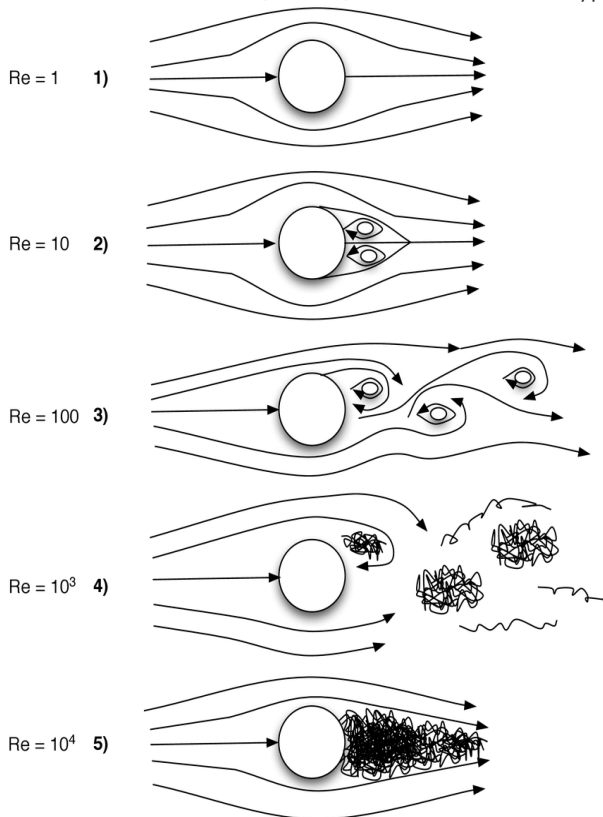 Re = 1 1)
Re = 10 2)
Re = 100 3)
Re = 10³ 4)
Re = 10⁴ 5)